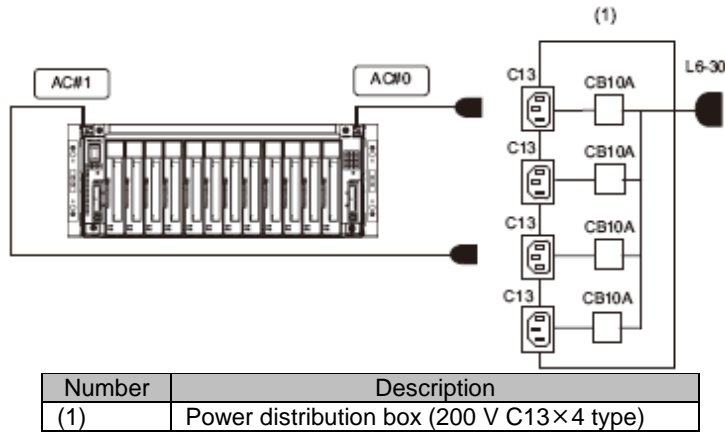 (1)
AC#1
AC#0
C13
CB10A
L6-30
C13
CB10A
C13
CB10A
C13
CB10A
Number Description
(1) Power distribution box (200 V C13×4 type)